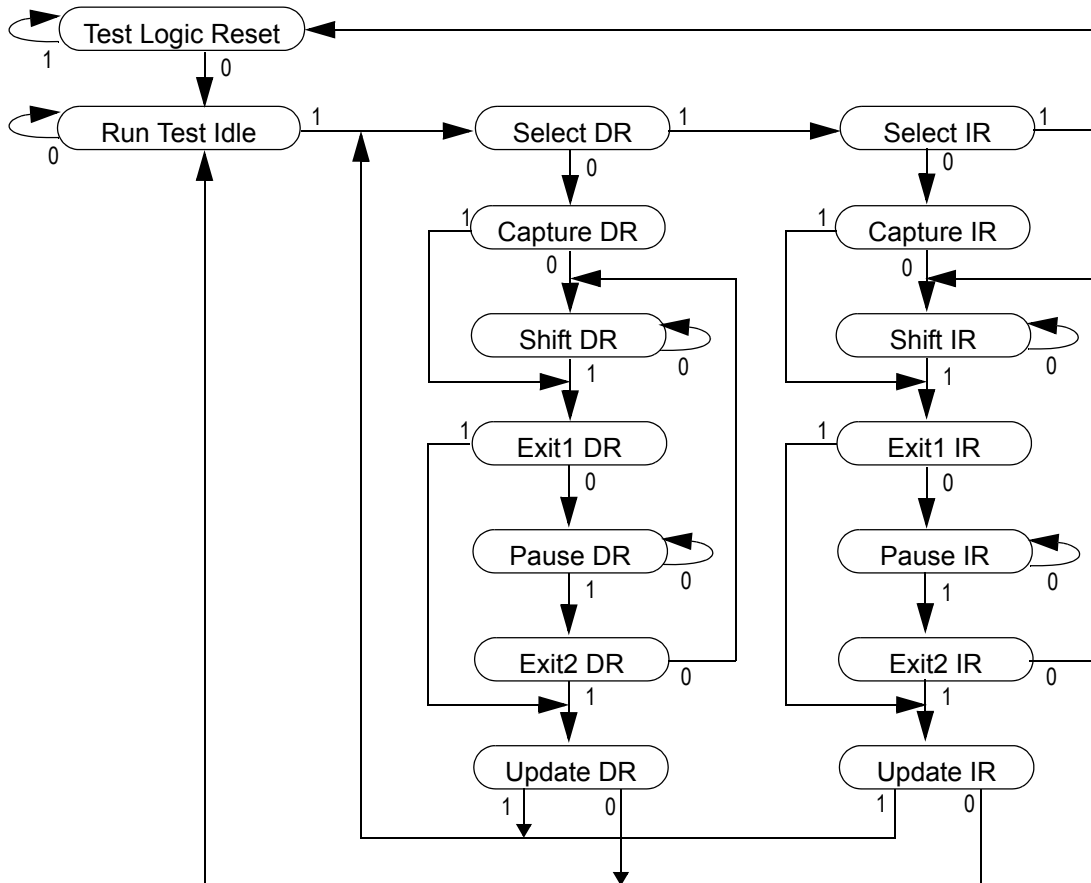 Test Logic Reset
1
0
Run Test Idle
1
0
Select DR
1
0
Select IR
1
0
1
Capture DR
0
1
Capture IR
0
Shift DR
0
1
Shift IR
0
1
1
Exit1 DR
0
1
Exit1 IR
0
Pause DR
0
1
Pause IR
0
1
Exit2 DR
0
1
Exit2 IR
0
1
Update DR
1
0
Update IR
1
0